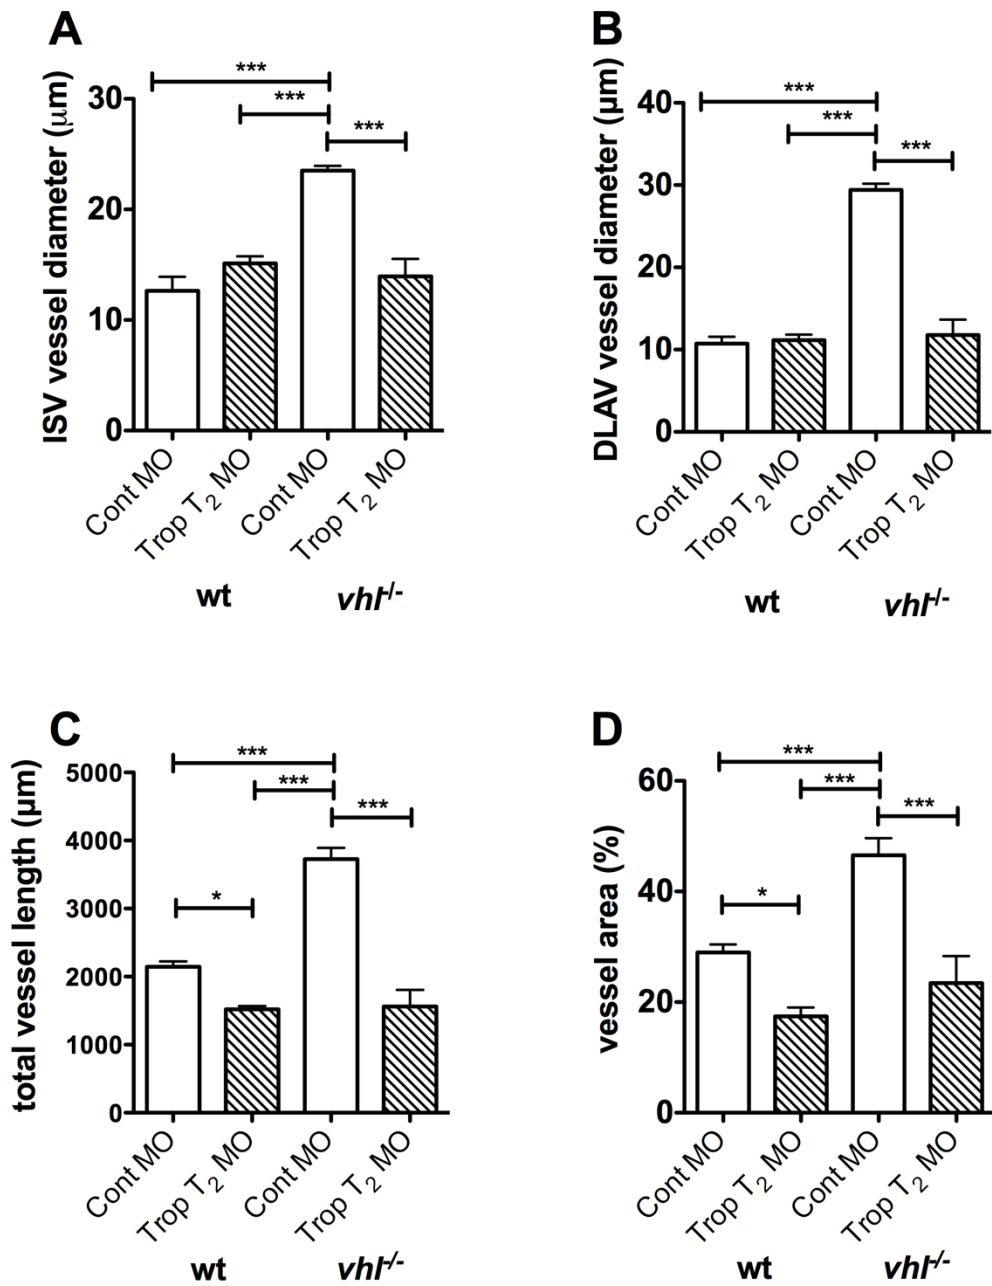 A
ISV vessel diameter (μm)
30
20
10
0
***
***
***
Cont MO
Trop T₂ MO
Cont MO
Trop T₂ MO
wt
vhl-/-
B
DLAV vessel diameter (μm)
40
30
20
10
0
***
***
***
Cont MO
Trop T₂ MO
Cont MO
Trop T₂ MO
wt
vhl-/-
C
total vessel length (μm)
5000
4000
3000
2000
1000
0
***
***
***
*
Cont MO
Trop T₂ MO
Cont MO
Trop T₂ MO
wt
vhl-/-
D
vessel area (%)
60
40
20
0
***
***
***
*
Cont MO
Trop T₂ MO
Cont MO
Trop T₂ MO
wt
vhl-/-